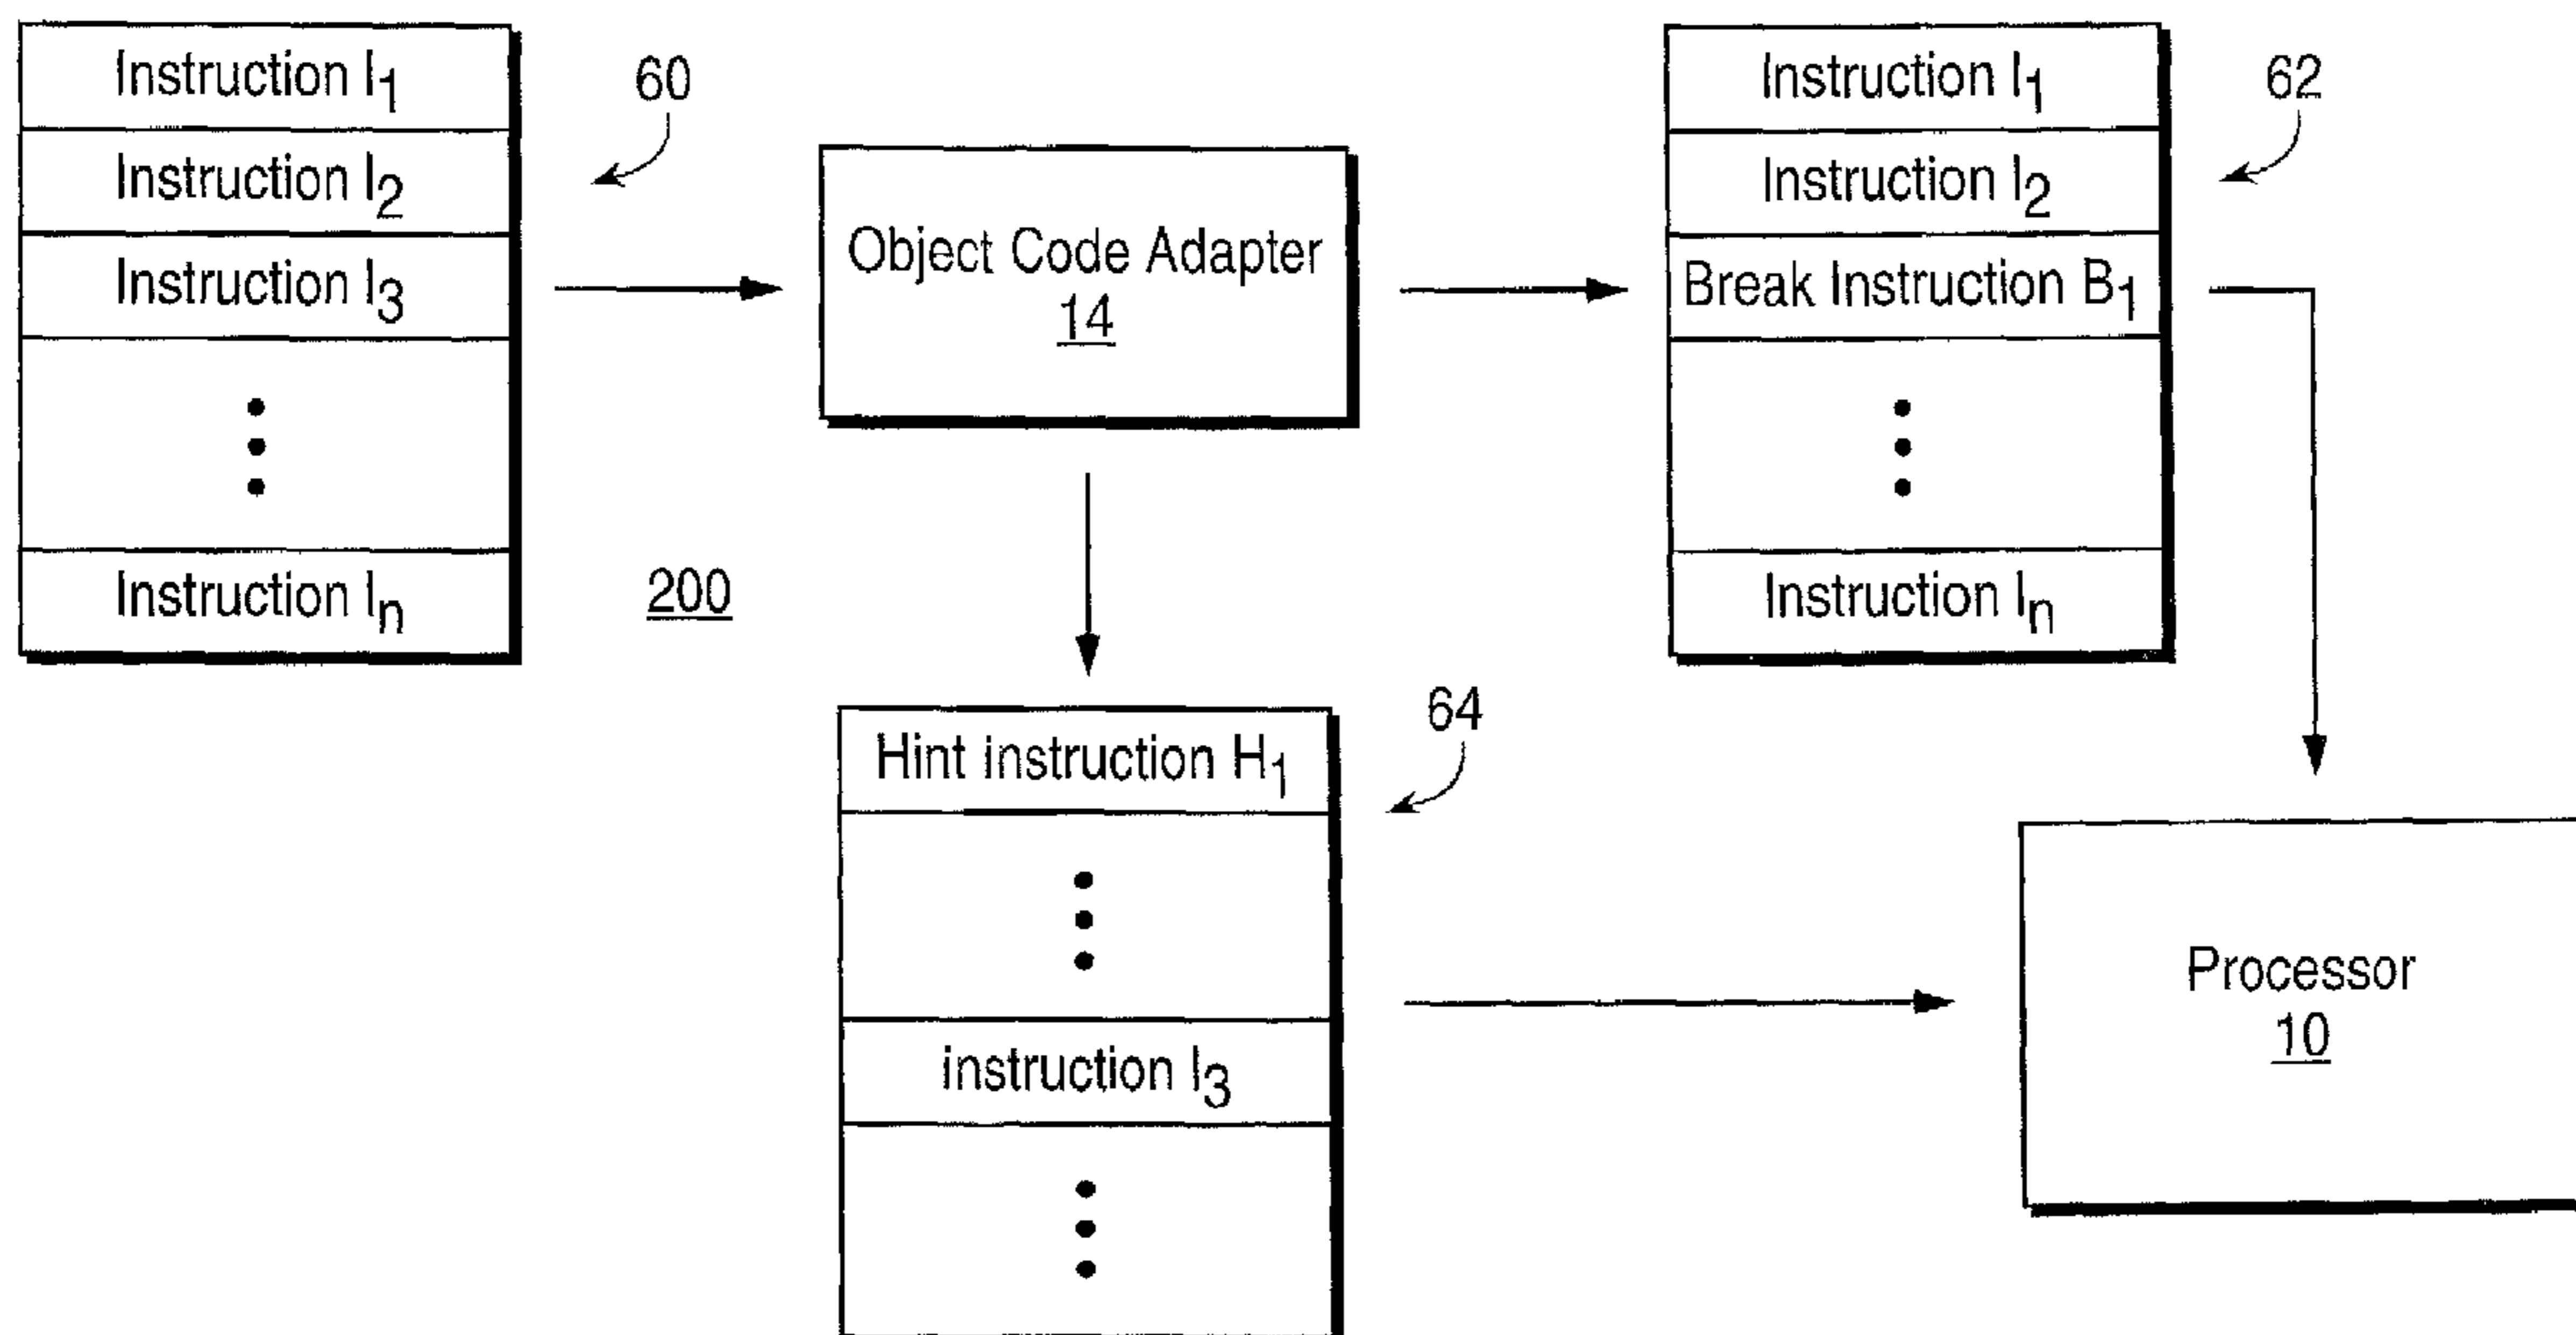 Instruction I1
Instruction I2
Instruction I3
Instruction In
60
Object Code Adapter
14
Instruction I1
Instruction I2
Break Instruction B1
Instruction In
62
200
Hint instruction H1
instruction I3
64
Processor
10